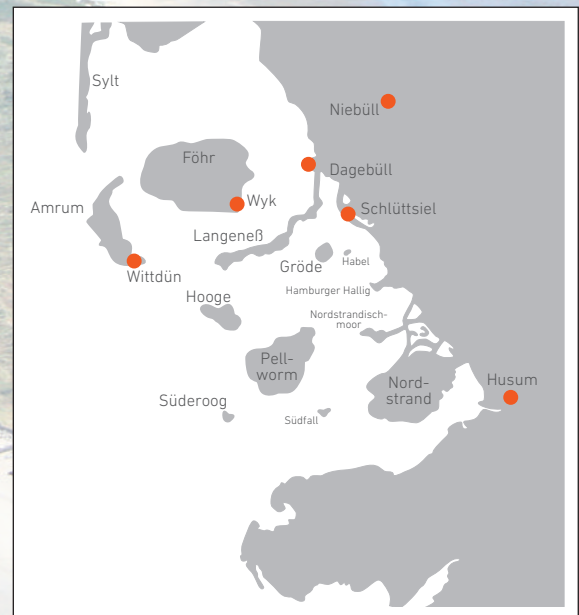 Sylt
Niebüll
Föhr
Dagebüll
Wyk
Amrum
Schlüttsiel
Langeneß
Gröde
Habel
Wittdün
Hamburger Hallig
Hooge
Nordstrandisch-
moor
Pell-
worm
Nord-
strand
Husum
Süderoog
Südfall